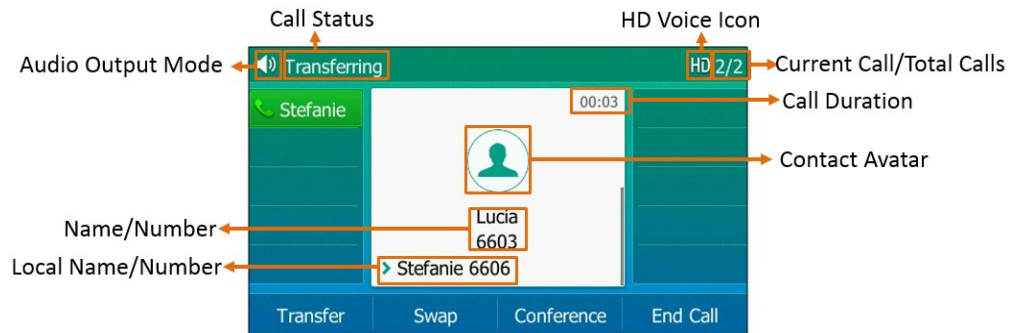 Call Status
HD Voice Icon
Audio Output Mode
Transferring
HD 2/2
Current Call/Total Calls
Stefanie
00:03
Call Duration
Contact Avatar
Name/Number
Lucia
6603
Local Name/Number
Stefanie 6606
Transfer
Swap
Conference
End Call